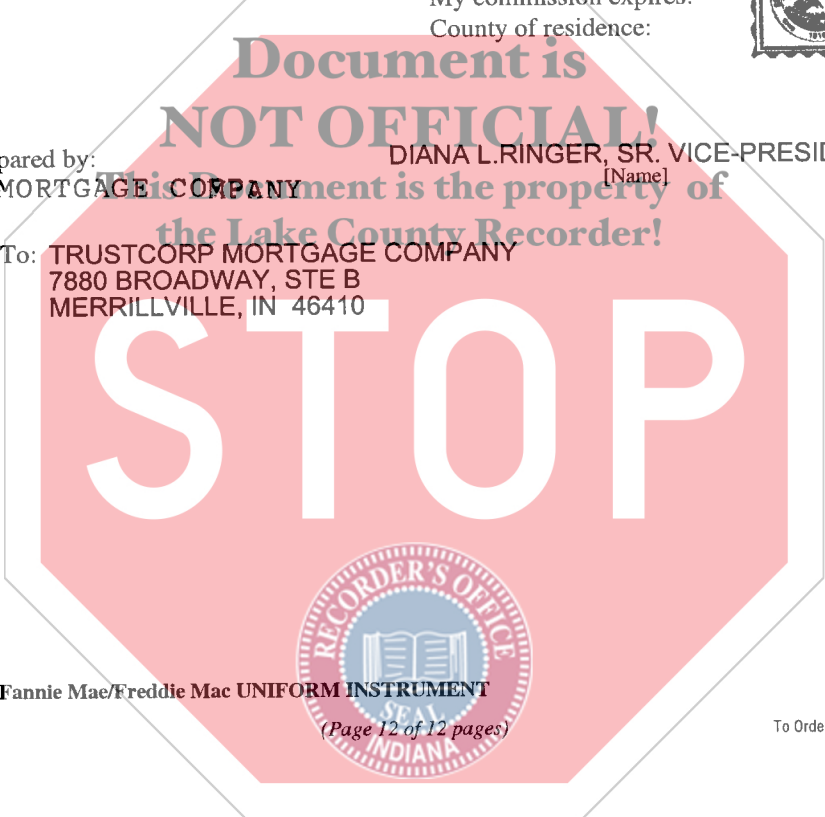 My commission expires:
County of residence:
Document is
NOT OFFICIAL!
pared by:
DIANA L.RINGER, SR. VICE-PRESID
[Name]
MORTGAGE COMPANY
This Document is the property of
the Lake County Recorder!
To: TRUSTCORP MORTGAGE COMPANY
7880 BROADWAY, STE B
MERRILLVILLE, IN 46410
STOP
RECORDER'S OFFICE
SEAL
INDIANA
Fannie Mae/Freddie Mac UNIFORM INSTRUMENT
(Page 12 of 12 pages)
To Orde